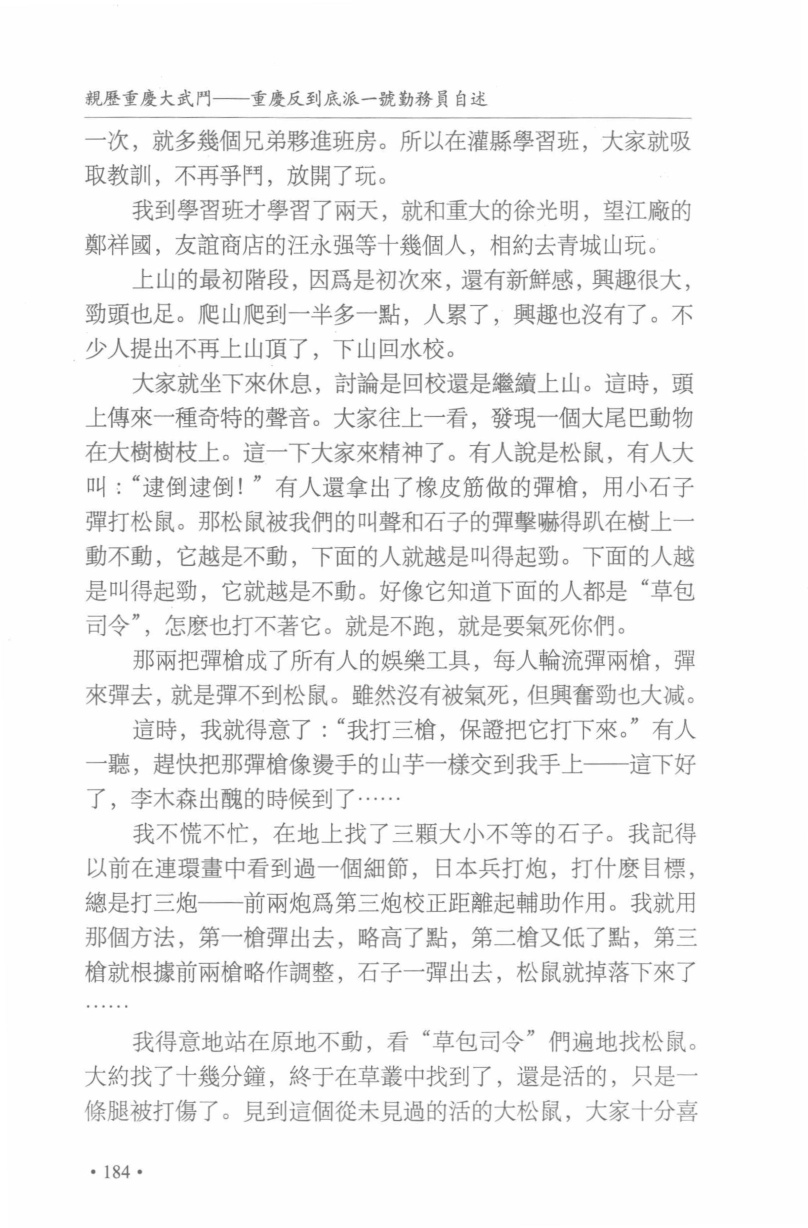 親歷重慶大武鬥——重慶反到底派一號勤務員自述
一次，就多幾個兄弟夥進班房。所以在灌縣學習班，大家就吸
取教訓，不再爭鬥，放開了玩。
我到學習班才學習了兩天，就和重大的徐光明，望江廠的
鄭祥國，友誼商店的汪永强等十幾個人，相約去青城山玩。
上山的最初階段，因爲是初次來，還有新鮮感，興趣很大，
勁頭也足。爬山爬到一半多一點，人累了，興趣也沒有了。不
少人提出不再上山頂了，下山回水校。
大家就坐下來休息，討論是回校還是繼續上山。這時，頭
上傳來一種奇特的聲音。大家往上一看，發現一個大尾巴動物
在大樹樹枝上。這一下大家來精神了。有人說是松鼠，有人大
叫：“逮倒逮倒！”有人還拿出了橡皮筋做的彈槍，用小石子
彈打松鼠。那松鼠被我們的叫聲和石子的彈擊嚇得趴在樹上一
動不動，它越是不動，下面的人就越是叫得起勁。下面的人越
是叫得起勁，它就越是不動。好像它知道下面的人都是“草包
司令”，怎麽也打不著它。就是不跑，就是要氣死你們。
那兩把彈槍成了所有人的娛樂工具，每人輪流彈兩槍，彈
來彈去，就是彈不到松鼠。雖然沒有被氣死，但興奮勁也大减。
這時，我就得意了：“我打三槍，保證把它打下來。”有人
一聽，趕快把那彈槍像燙手的山芋一樣交到我手上——這下好
了，李木森出醜的時候到了……
我不慌不忙，在地上找了三顆大小不等的石子。我記得
以前在連環畫中看到過一個細節，日本兵打炮，打什麽目標，
總是打三炮——前兩炮爲第三炮校正距離起輔助作用。我就用
那個方法，第一槍彈出去，略高了點，第二槍又低了點，第三
槍就根據前兩槍略作調整，石子一彈出去，松鼠就掉落下來了
……
我得意地站在原地不動，看“草包司令”們遍地找松鼠。
大約找了十幾分鐘，終于在草叢中找到了，還是活的，只是一
條腿被打傷了。見到這個從未見過的活的大松鼠，大家十分喜
• 184 •